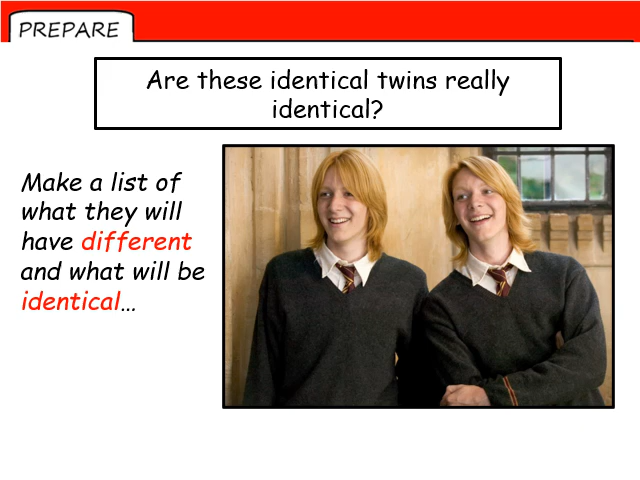 PREPARE
Are these identical twins really
identical?
Make a list of
what they will
have different
and what will be
identical…